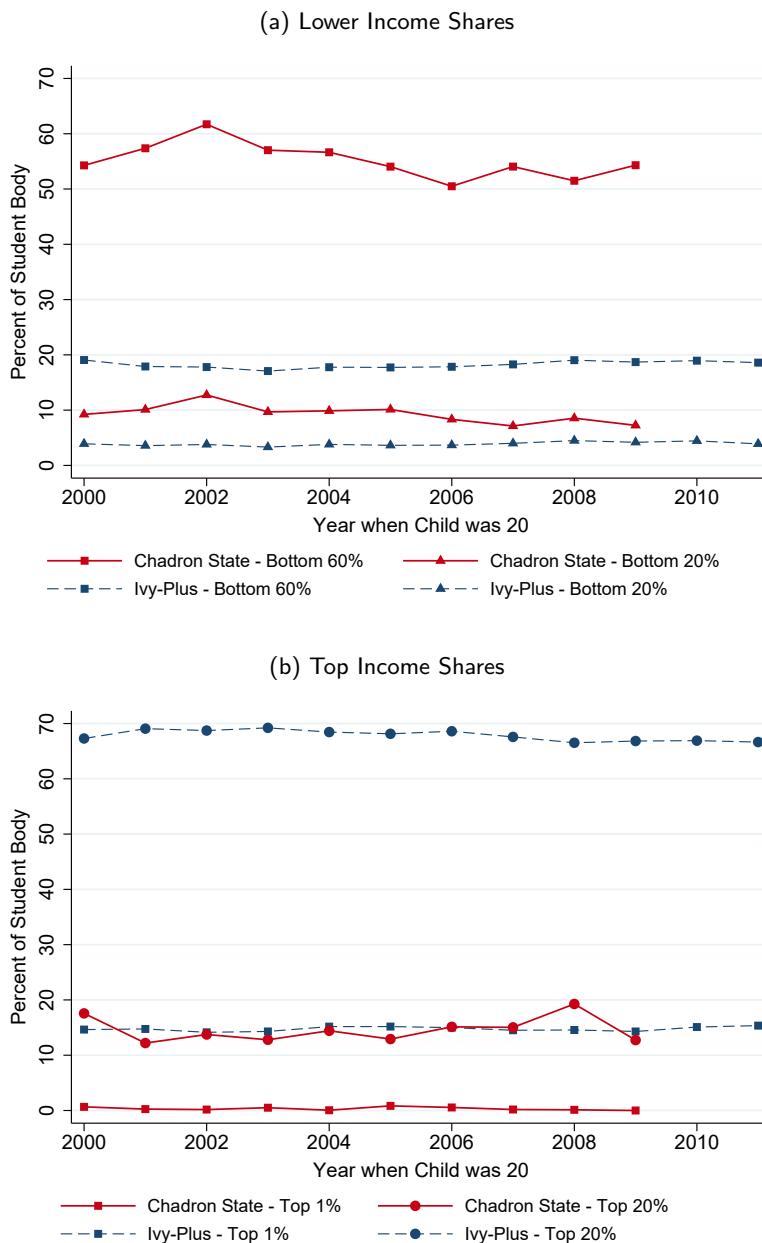 (a) Lower Income Shares
Percent of Student Body
70
60
50
40
30
20
10
0
2000 2002 2004 2006 2008 2010
Year when Child was 20
Chadron State - Bottom 60% Chadron State - Bottom 20%
Ivy-Plus - Bottom 60% Ivy-Plus - Bottom 20%
(b) Top Income Shares
Percent of Student Body
70
60
50
40
30
20
10
0
2000 2002 2004 2006 2008 2010
Year when Child was 20
Chadron State - Top 1% Chadron State - Top 20%
Ivy-Plus - Top 1% Ivy-Plus - Top 20%